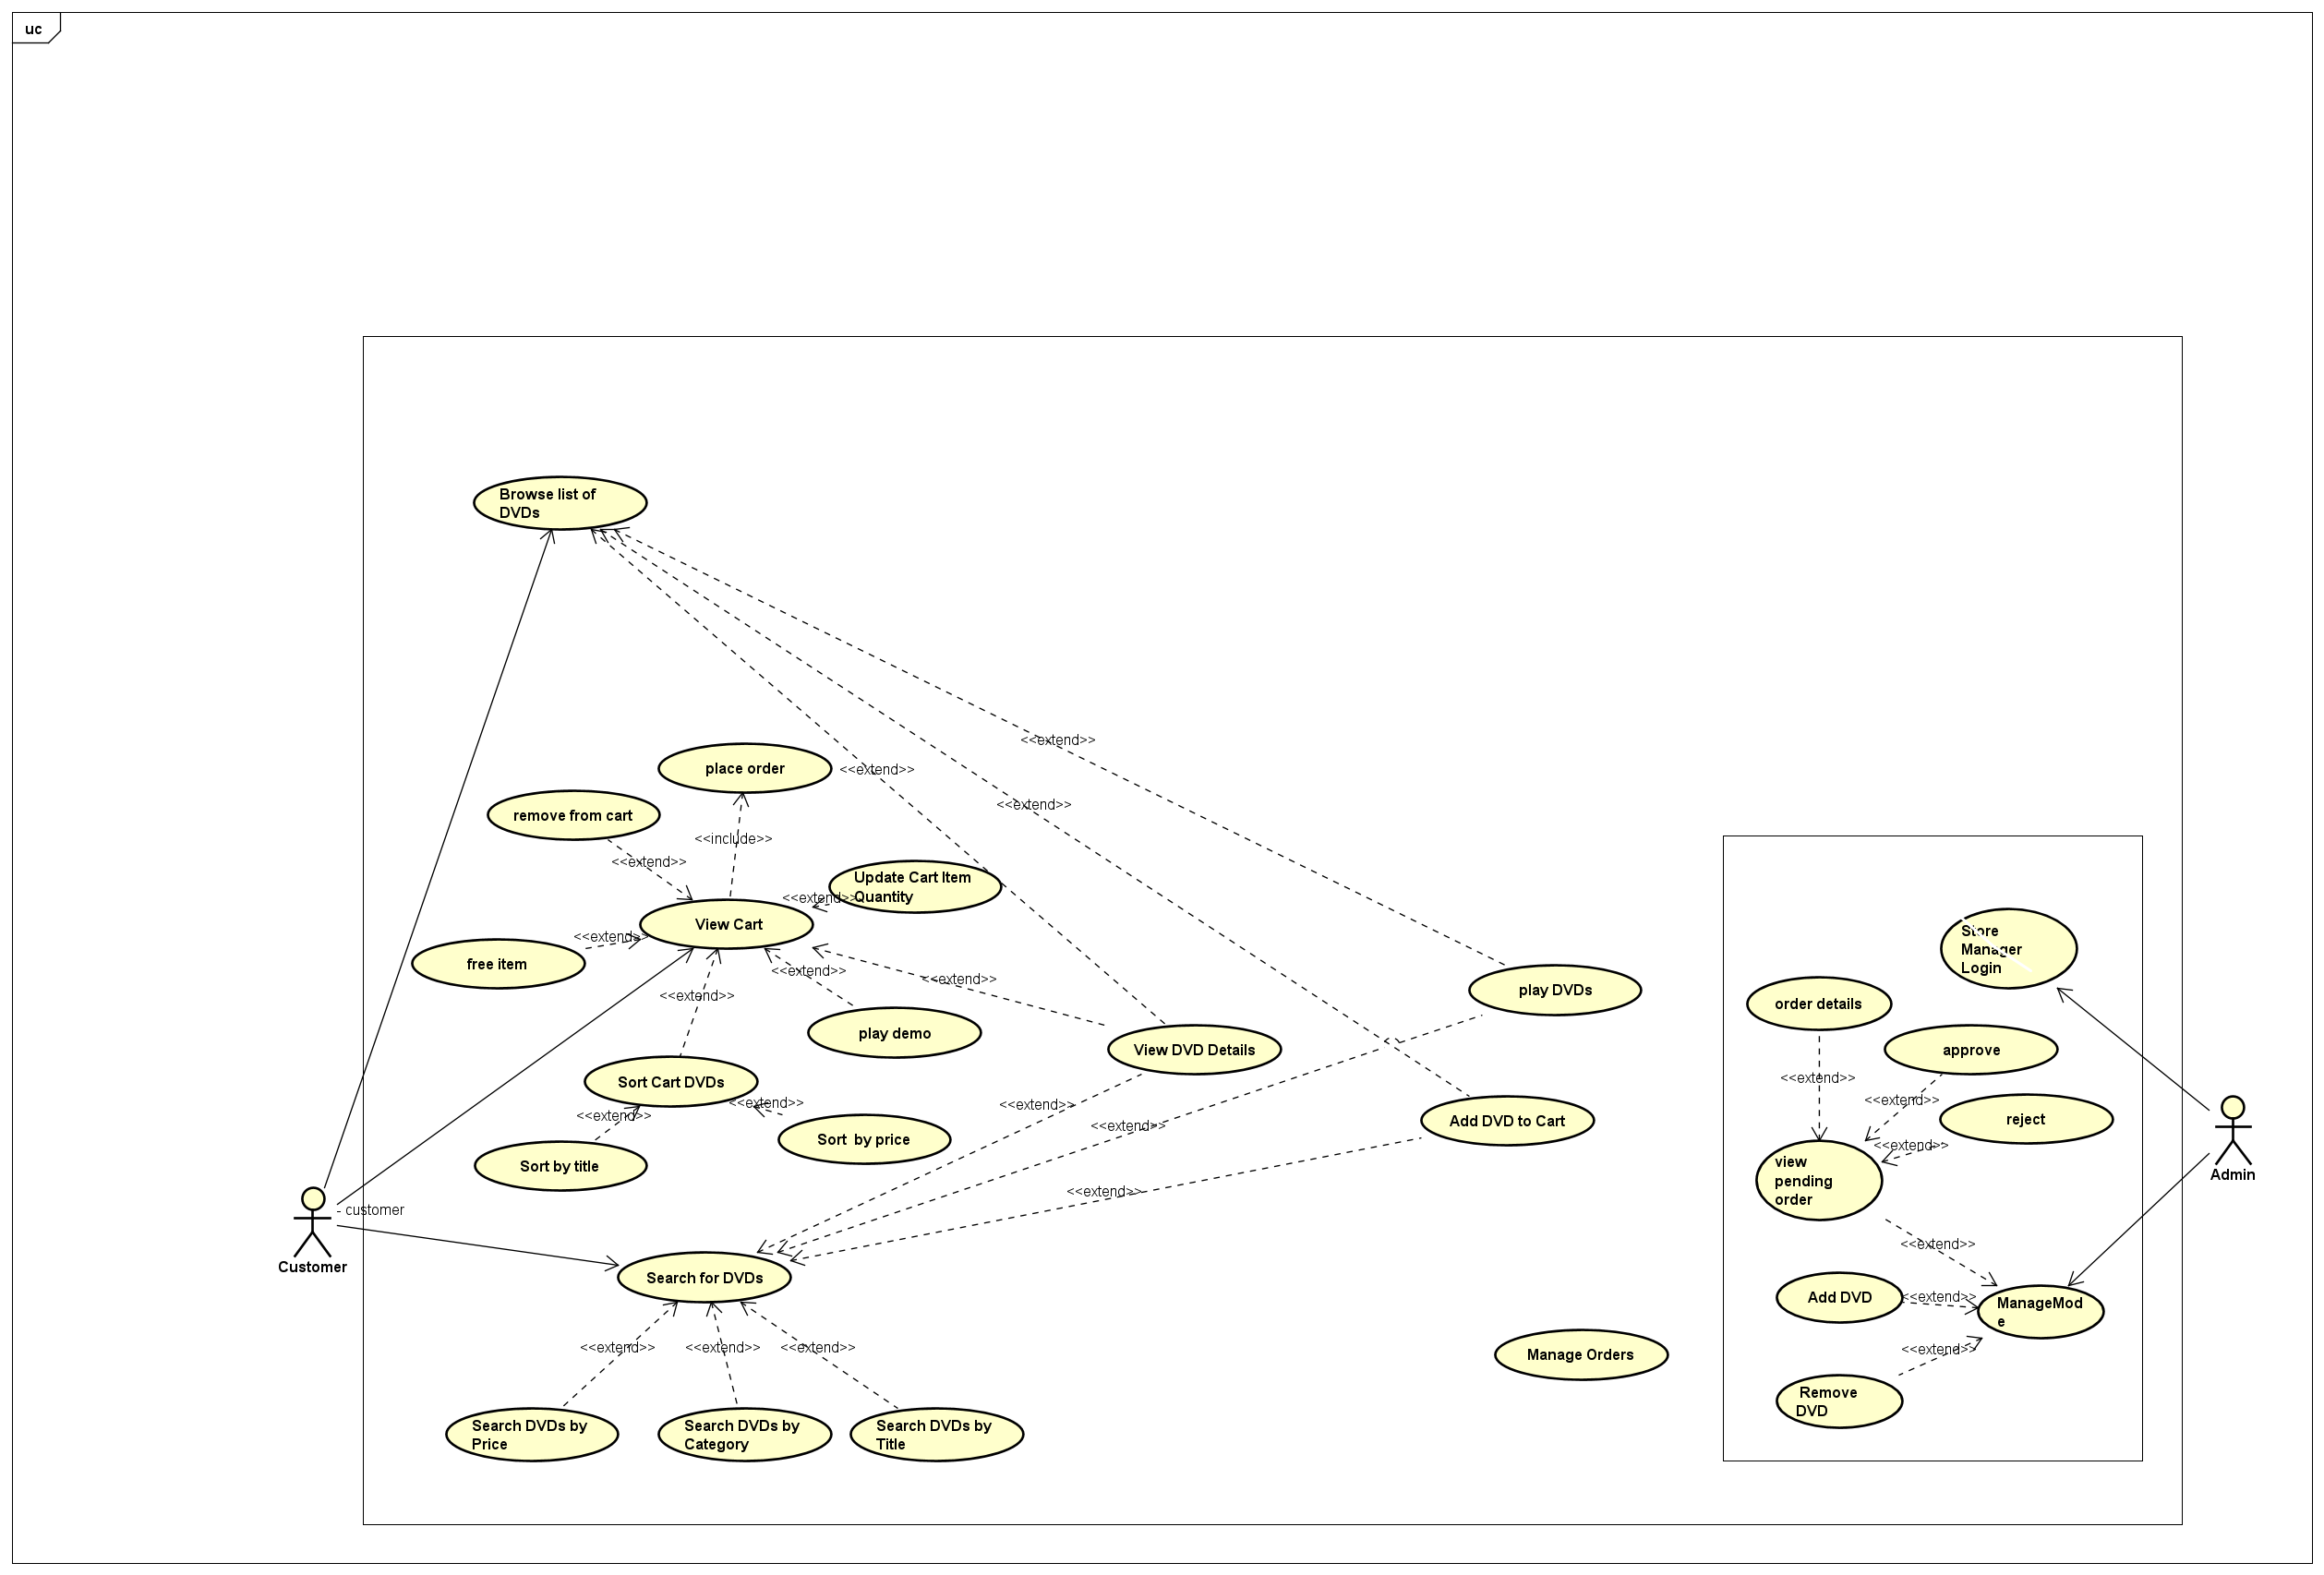 uc
Browse list of
DVDs
<<extend>>
place order
<<extend>>
<<extend>>
remove from cart
<<include>>
<<extend>>
Update Cart Item
Quantity
<<extend>>
View Cart
<<extend>>
free item
<<extend>>
<<extend>>
<<extend>>
play demo
View DVD Details
play DVDs
Sort Cart DVDs
<<extend>>
<<extend>>
<<extend>>
Add DVD to Cart
<<extend>>
Sort by price
Sort by title
<<extend>>
- customer
Customer
Search for DVDs
<<extend>>
<<extend>>
<<extend>>
Manage Orders
Search DVDs by
Price
Search DVDs by
Category
Search DVDs by
Title
Store
Manager
Login
order details
approve
<<extend>>
<<extend>>
reject
<<extend>>
view
pending
order
Admin
<<extend>>
Add DVD
<<extend>>
ManageMod
e
<<extend>>
Remove
DVD